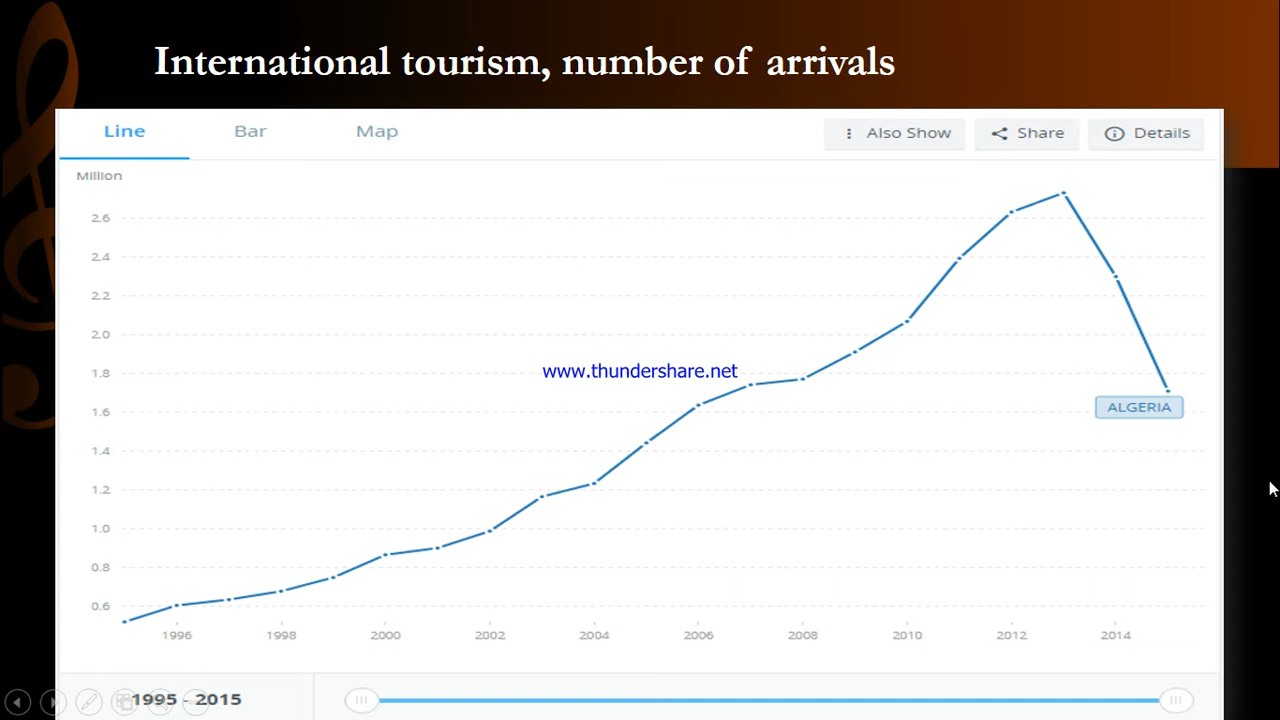 International tourism, number of arrivals
Line Bar Map Also Show Share Details
Million
2.6
2.4
2.2
2.0
1.8
www.thundershare.net
1.6
ALGERIA
1.4
1.2
1.0
0.8
0.6
1996 1998 2000 2002 2004 2006 2008 2010 2012 2014
1995 - 2015